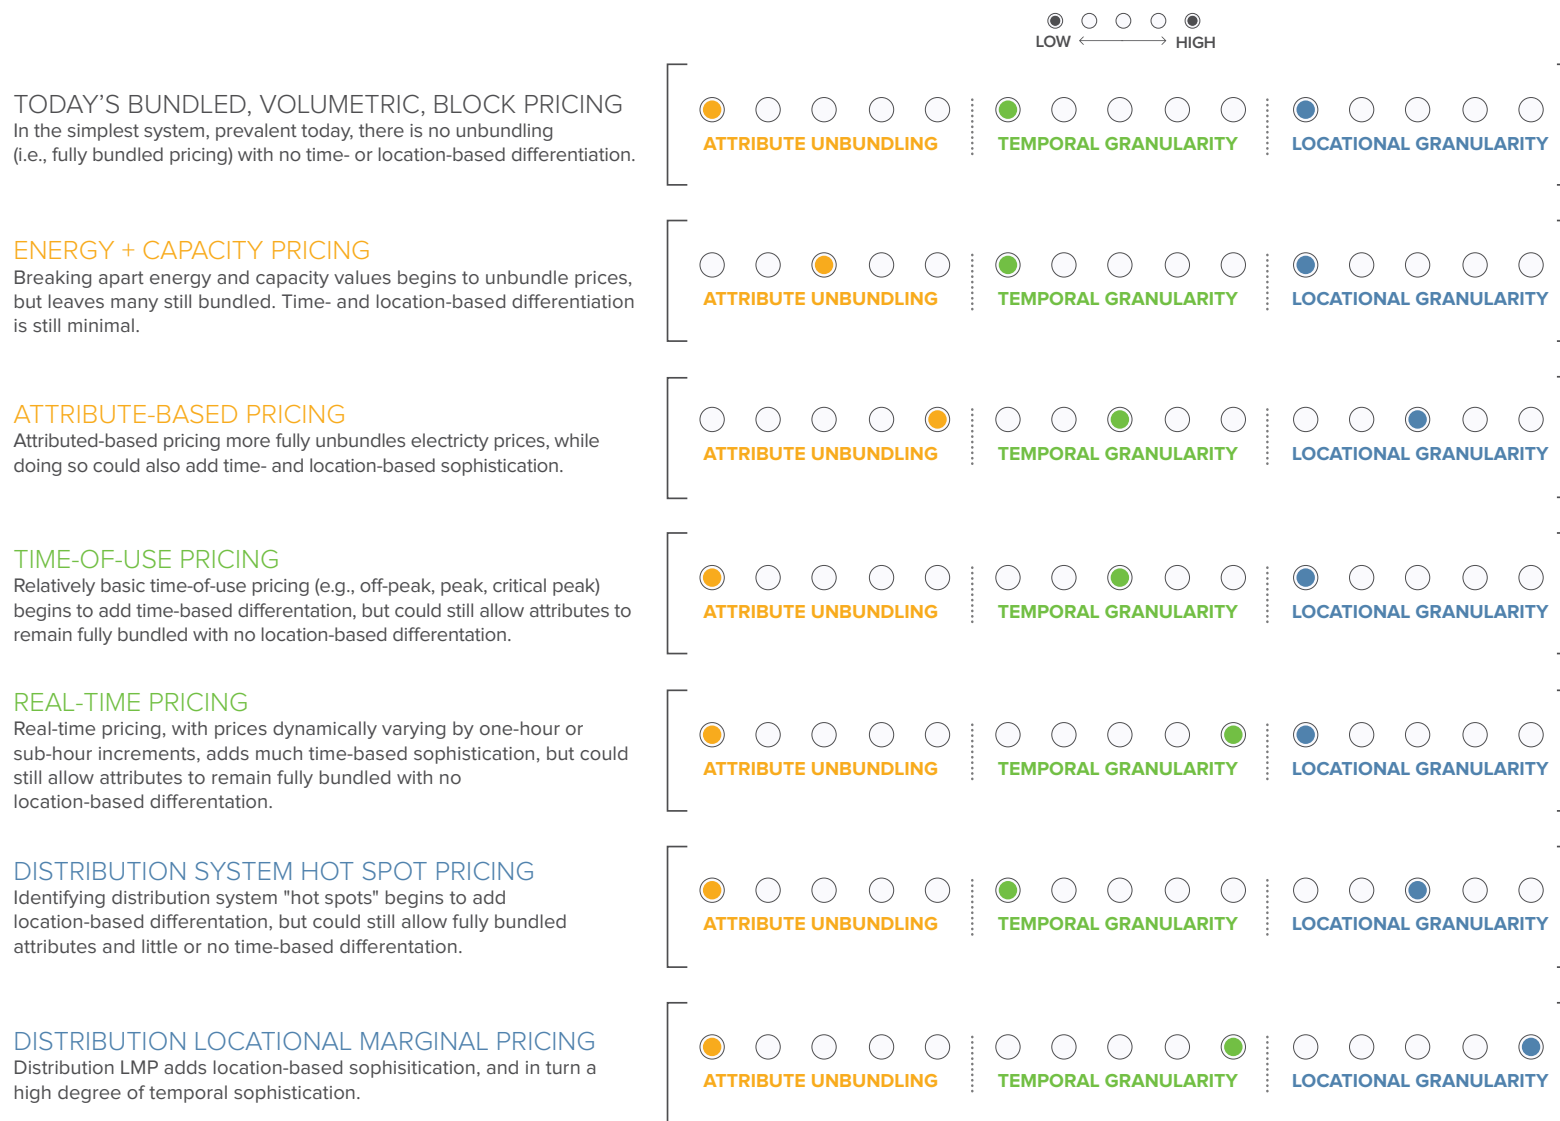 LOW HIGH
TODAY'S BUNDLED, VOLUMETRIC, BLOCK PRICING
In the simplest system, prevalent today, there is no unbundling
(i.e., fully bundled pricing) with no time- or location-based differentiation.
ATTRIBUTE UNBUNDLING TEMPORAL GRANULARITY LOCATIONAL GRANULARITY
ENERGY + CAPACITY PRICING
Breaking apart energy and capacity values begins to unbundle prices,
but leaves many still bundled. Time- and location-based differentiation
is still minimal.
ATTRIBUTE UNBUNDLING TEMPORAL GRANULARITY LOCATIONAL GRANULARITY
ATTRIBUTE-BASED PRICING
Attributed-based pricing more fully unbundles electricty prices, while
doing so could also add time- and location-based sophistication.
ATTRIBUTE UNBUNDLING TEMPORAL GRANULARITY LOCATIONAL GRANULARITY
TIME-OF-USE PRICING
Relatively basic time-of-use pricing (e.g., off-peak, peak, critical peak)
begins to add time-based differentation, but could still allow attributes to
remain fully bundled with no location-based differentation.
ATTRIBUTE UNBUNDLING TEMPORAL GRANULARITY LOCATIONAL GRANULARITY
REAL-TIME PRICING
Real-time pricing, with prices dynamically varying by one-hour or
sub-hour increments, adds much time-based sophistication, but could
still allow attributes to remain fully bundled with no
location-based differentation.
ATTRIBUTE UNBUNDLING TEMPORAL GRANULARITY LOCATIONAL GRANULARITY
DISTRIBUTION SYSTEM HOT SPOT PRICING
Identifying distribution system "hot spots" begins to add
location-based differentation, but could still allow fully bundled
attributes and little or no time-based differentation.
ATTRIBUTE UNBUNDLING TEMPORAL GRANULARITY LOCATIONAL GRANULARITY
DISTRIBUTION LOCATIONAL MARGINAL PRICING
Distribution LMP adds location-based sophisitication, and in turn a
high degree of temporal sophistication.
ATTRIBUTE UNBUNDLING TEMPORAL GRANULARITY LOCATIONAL GRANULARITY